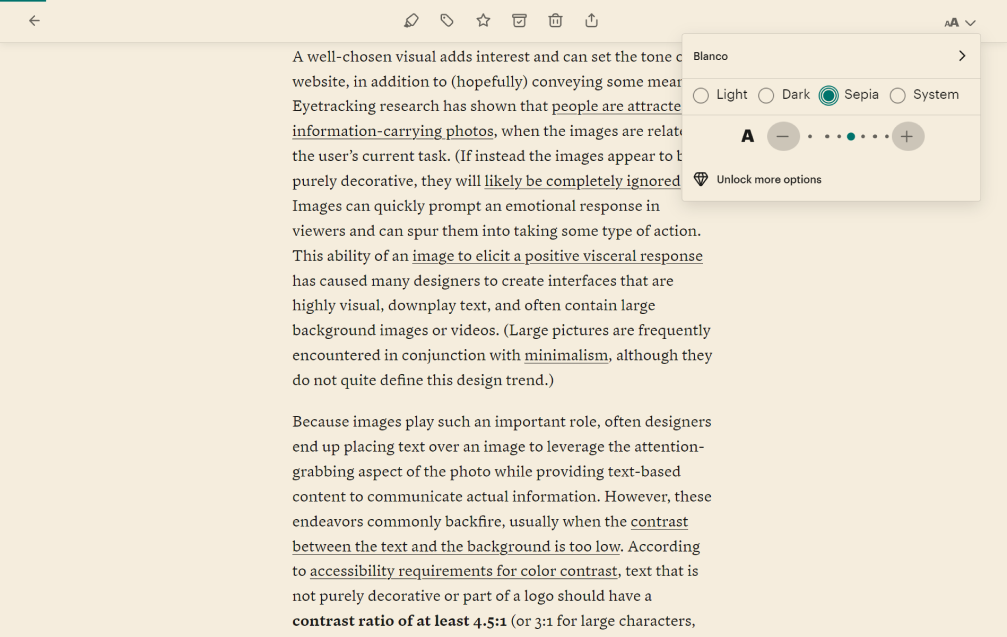 AA
A well-chosen visual adds interest and can set the tone
website, in addition to (hopefully) conveying some
Eyetracking research has shown that people are
information-carrying photos, when the images are
the user's current task. (If instead the images appear to
purely decorative, they will likely be completely ignored
Images can quickly prompt an emotional response in
viewers and can spur them into taking some type of action.
This ability of an image to elicit a positive visceral response
has caused many designers to create interfaces that are
highly visual, downplay text, and often contain large
background images or videos. (Large pictures are frequently
encountered in conjunction with minimalism, although they
do not quite define this design trend.)
Because images play such an important role, often designers
end up placing text over an image to leverage the attention-
grabbing aspect of the photo while providing text-based
content to communicate actual information. However, these
endeavors commonly backfire, usually when the contrast
between the text and the background is too low. According
to accessibility requirements for color contrast, text that is
not purely decorative or part of a logo should have a
contrast ratio of at least 4.5:1 (or 3:1 for large characters,
Blanco
Light Dark Sepia System
A
Unlock more options